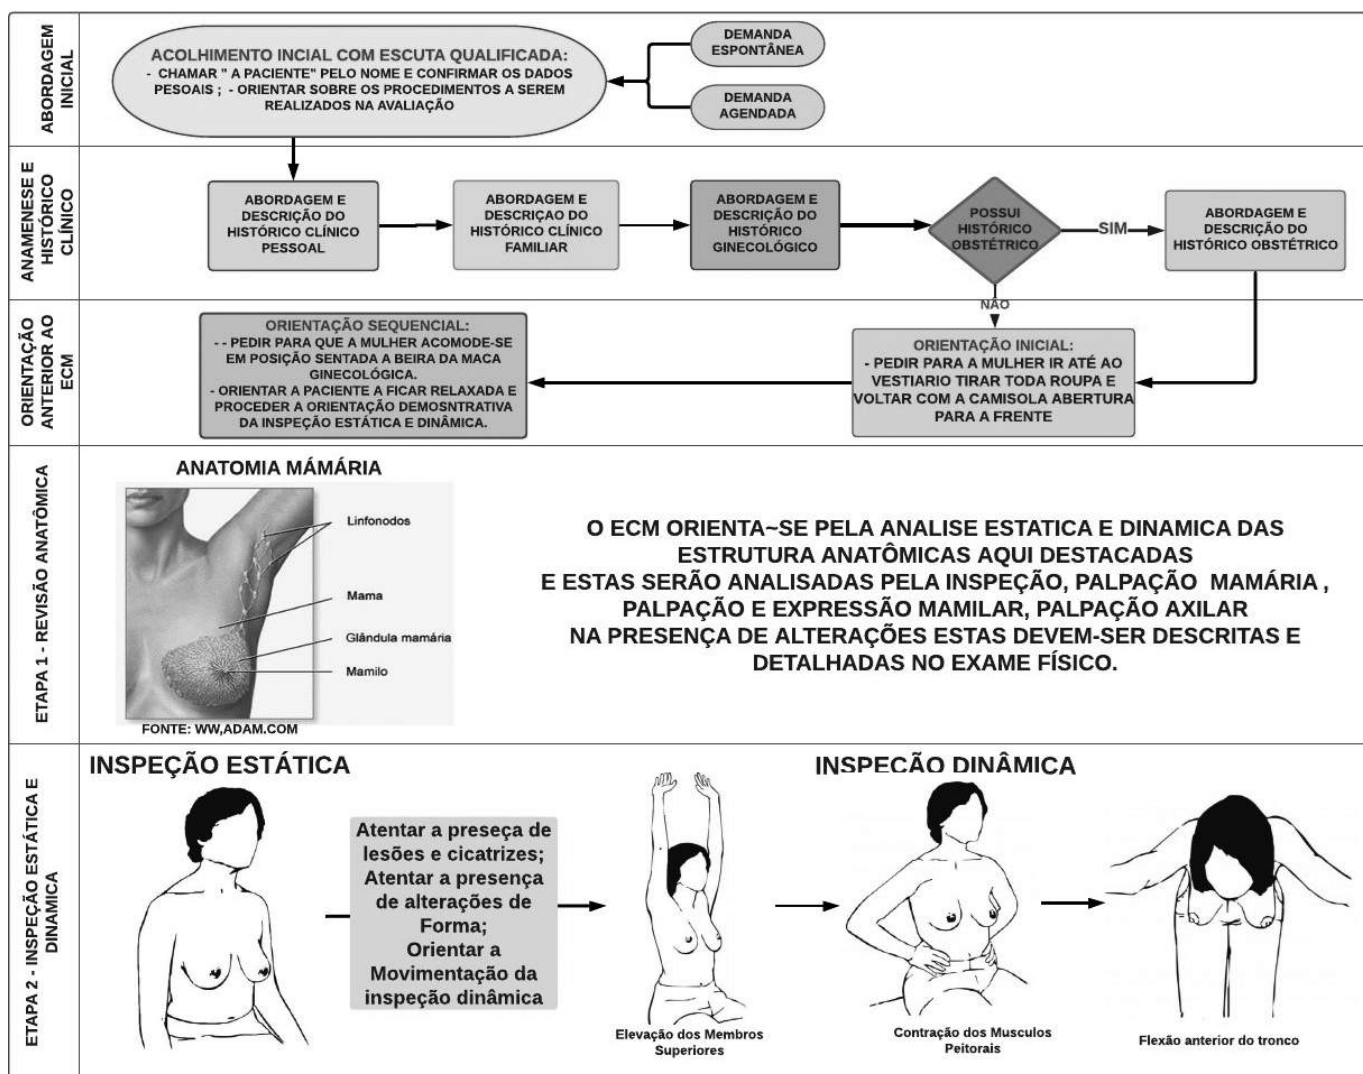 ABORDAGEM
INICIAL
ACOLHIMENTO INCIAL COM ESCUTA QUALIFICADA:
- CHAMAR " A PACIENTE" PELO NOME E CONFIRMAR OS DADOS
PESOAIS ; - ORIENTAR SOBRE OS PROCEDIMENTOS A SEREM
REALIZADOS NA AVALIAÇÃO
DEMANDA
ESPONTÂNEA
DEMANDA
AGENDADA
ANAMENESE E
HISTÓRICO
CLÍNICO
ABORDAGEM E
DESCRIÇÃO DO
HISTÓRICO CLÍNICO
PESSOAL
ABORDAGEM E
DESCRIÇAO DO
HISTÓRICO CLÍNICO
FAMILIAR
ABORDAGEM E
DESCRIÇÃO DO
HISTÓRICO
GINECOLÓGICO
POSSUI
HISTÓRICO
OBSTÉTRICO
SIM
ABORDAGEM E
DESCRIÇÃO DO
HISTÓRICO OBSTÉTRICO
NÃO
ORIENTAÇÃO
ANTERIOR AO
ECM
ORIENTAÇÃO SEQUENCIAL:
- - PEDIR PARA QUE A MULHER ACOMODE-SE
EM POSIÇÃO SENTADA A BEIRA DA MACA
GINECOLÓGICA.
- ORIENTAR A PACIENTE A FICAR RELAXADA E
PROCEDER A ORIENTAÇÃO DEMOSNTRATIVA
DA INSPEÇÃO ESTÁTICA E DINÂMICA.
ORIENTAÇÃO INICIAL:
- PEDIR PARA A MULHER IR ATÉ AO
VESTIARIO TIRAR TODA ROUPA E
VOLTAR COM A CAMISOLA ABERTURA
PARA A FRENTE
ETAPA 1 - REVISÃO ANATÔMICA
ANATOMIA MÁMÁRIA
Linfonodos
Mama
Glândula mamária
Mamilo
FONTE: WW,ADAM.COM
O ECM ORIENTA~SE PELA ANALISE ESTATICA E DINAMICA DAS
ESTRUTURA ANATÔMICAS AQUI DESTACADAS
E ESTAS SERÃO ANALISADAS PELA INSPEÇÃO, PALPAÇÃO MAMÁRIA ,
PALPAÇÃO E EXPRESSÃO MAMILAR, PALPAÇÃO AXILAR
NA PRESENÇA DE ALTERAÇÕES ESTAS DEVEM-SER DESCRITAS E
DETALHADAS NO EXAME FÍSICO.
ETAPA 2 - INSPEÇÃO ESTÁTICA E
DINAMICA
INSPEÇÃO ESTÁTICA
Atentar a preseça de
lesões e cicatrizes;
Atentar a presença
de alterações de
Forma;
Orientar a
Movimentação da
inspeção dinâmica
INSPECÃO DINÂMICA
Elevação dos Membros
Superiores
Contração dos Musculos
Peitorais
Flexão anterior do tronco